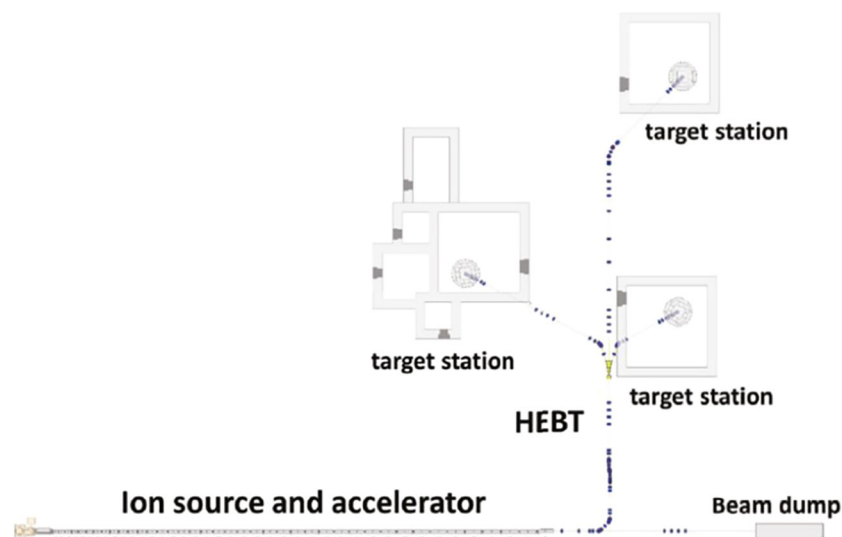 target station
target station
target station
HEBT
Ion source and accelerator
Beam dump